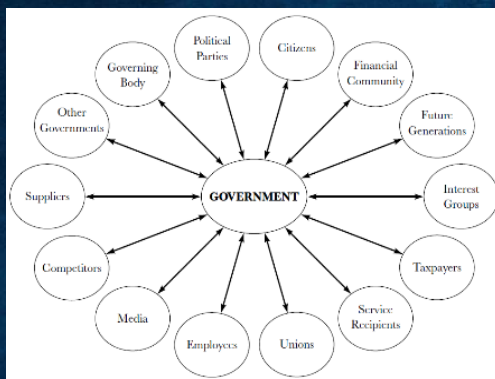 Political
Parties
Citizens
Governing
Body
Financial
Community
Other
Governments
Future
Generations
Suppliers
GOVERNMENT
Interest
Groups
Competitors
Taxpayers
Media
Service
Recipients
Employees
Unions